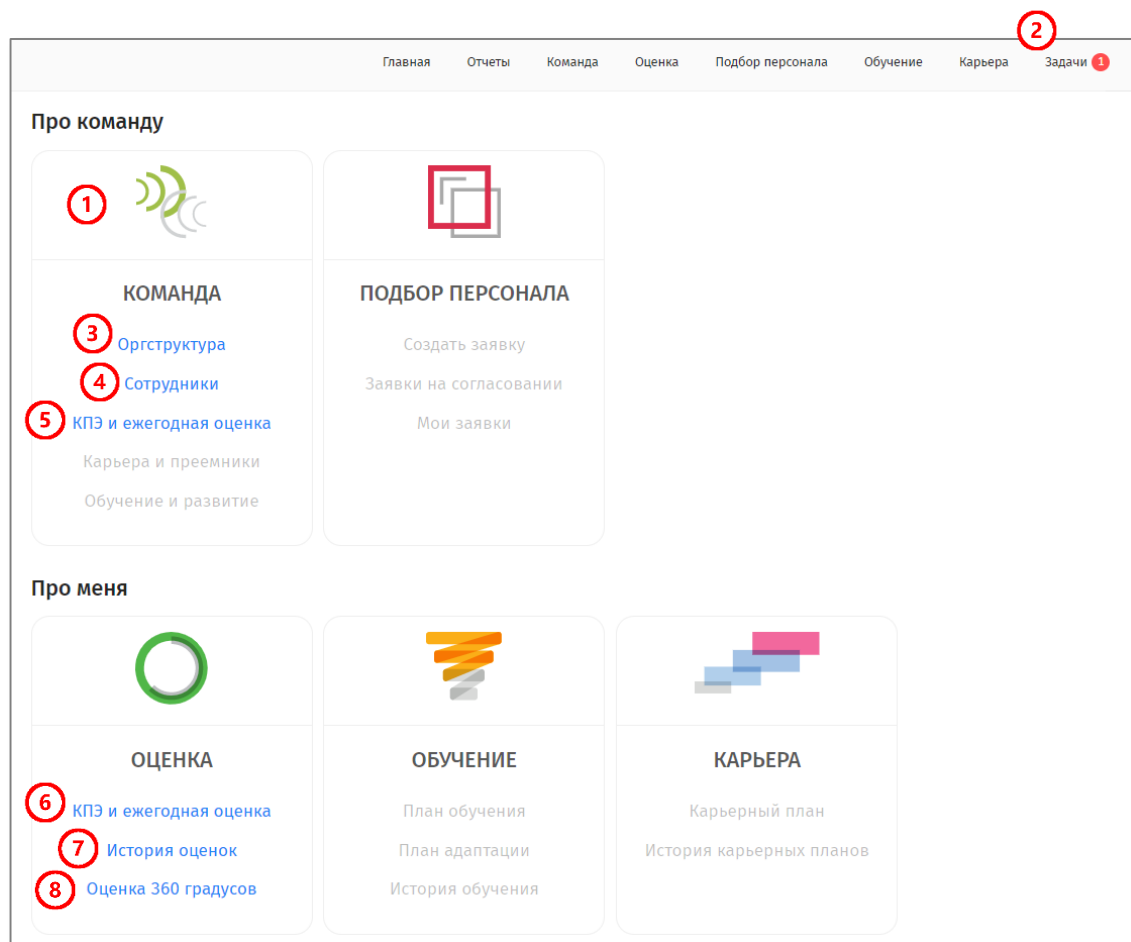 2
Главная Отчеты Команда Оценка Подбор персонала Обучение Карьера Задачи 1
Про команду
1
КОМАНДА
3 Оргструктура
4 Сотрудники
5 КПЭ и ежегодная оценка
Карьера и преемники
Обучение и развитие
ПОДБОР ПЕРСОНАЛА
Создать заявку
Заявки на согласовании
Мои заявки
Про меня
ОЦЕНКА
6 КПЭ и ежегодная оценка
7 История оценок
8 Оценка 360 градусов
ОБУЧЕНИЕ
План обучения
План адаптации
История обучения
КАРЬЕРА
Карьерный план
История карьерных планов